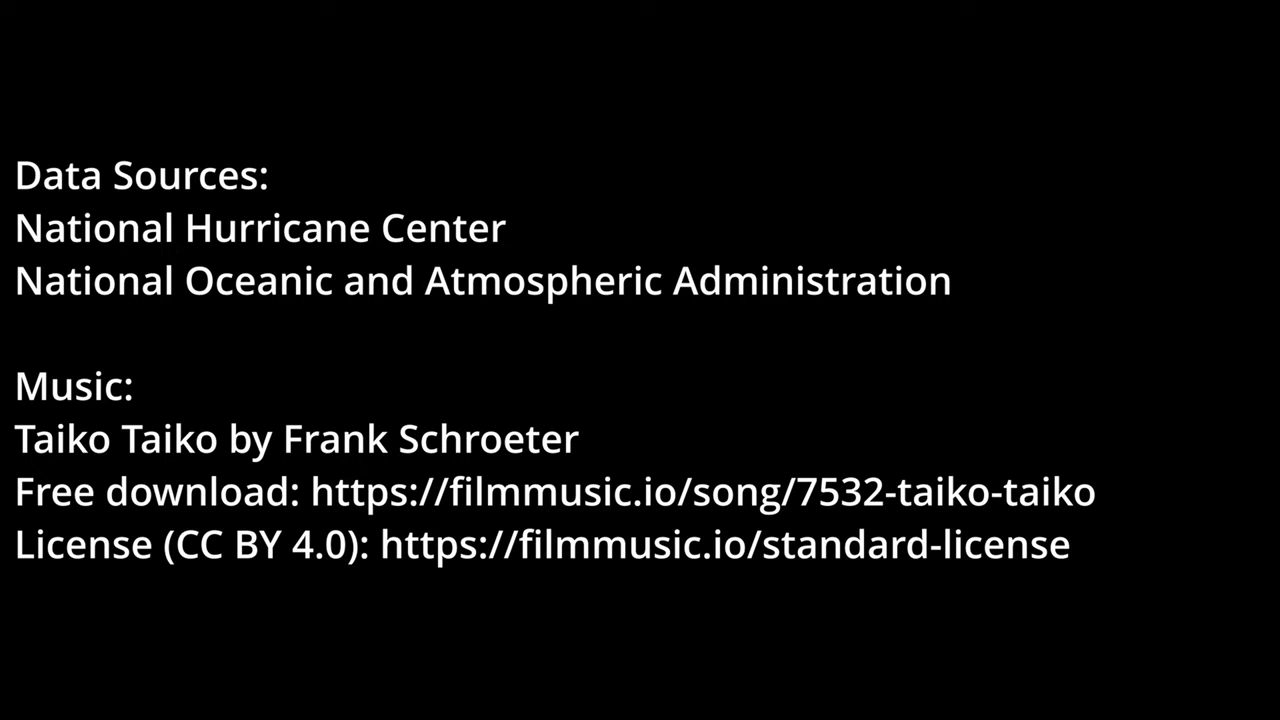 Data Sources:
National Hurricane Center
National Oceanic and Atmospheric Administration
Music:
Taiko Taiko by Frank Schroeter
Free download: https://filmmusic.io/song/7532-taiko-taiko
License (CC BY 4.0): https://filmmusic.io/standard-license